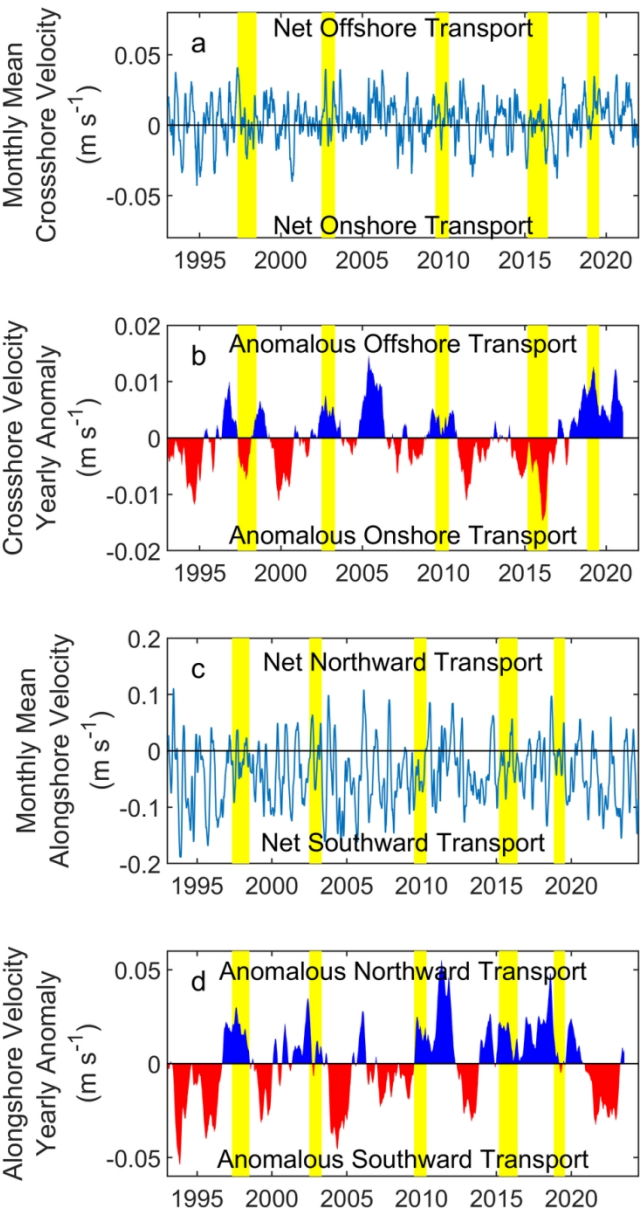 Monthly Mean
Crossshore Velocity
(m s⁻¹)
a
Net Offshore Transport
0.05
0
-0.05
Net Onshore Transport
1995 2000 2005 2010 2015 2020
Crossshore Velocity
Yearly Anomaly
(m s⁻¹)
0.02
b
Anomalous Offshore Transport
0.01
0
-0.01
Anomalous Onshore Transport
-0.02
1995 2000 2005 2010 2015 2020
Monthly Mean
Alongshore Velocity
(m s⁻¹)
0.2
c
Net Northward Transport
0.1
0
-0.1
Net Southward Transport
-0.2
1995 2000 2005 2010 2015 2020
Alongshore Velocity
Yearly Anomaly
(m s⁻¹)
d
Anomalous Northward Transport
0.05
0
-0.05
Anomalous Southward Transport
1995 2000 2005 2010 2015 2020